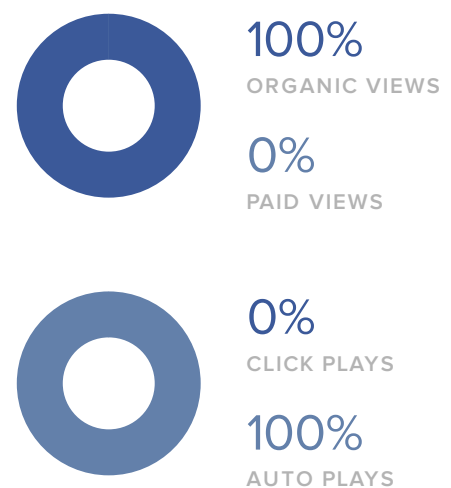 100%
ORGANIC VIEWS
0%
PAID VIEWS
0%
CLICK PLAYS
100%
AUTO PLAYS